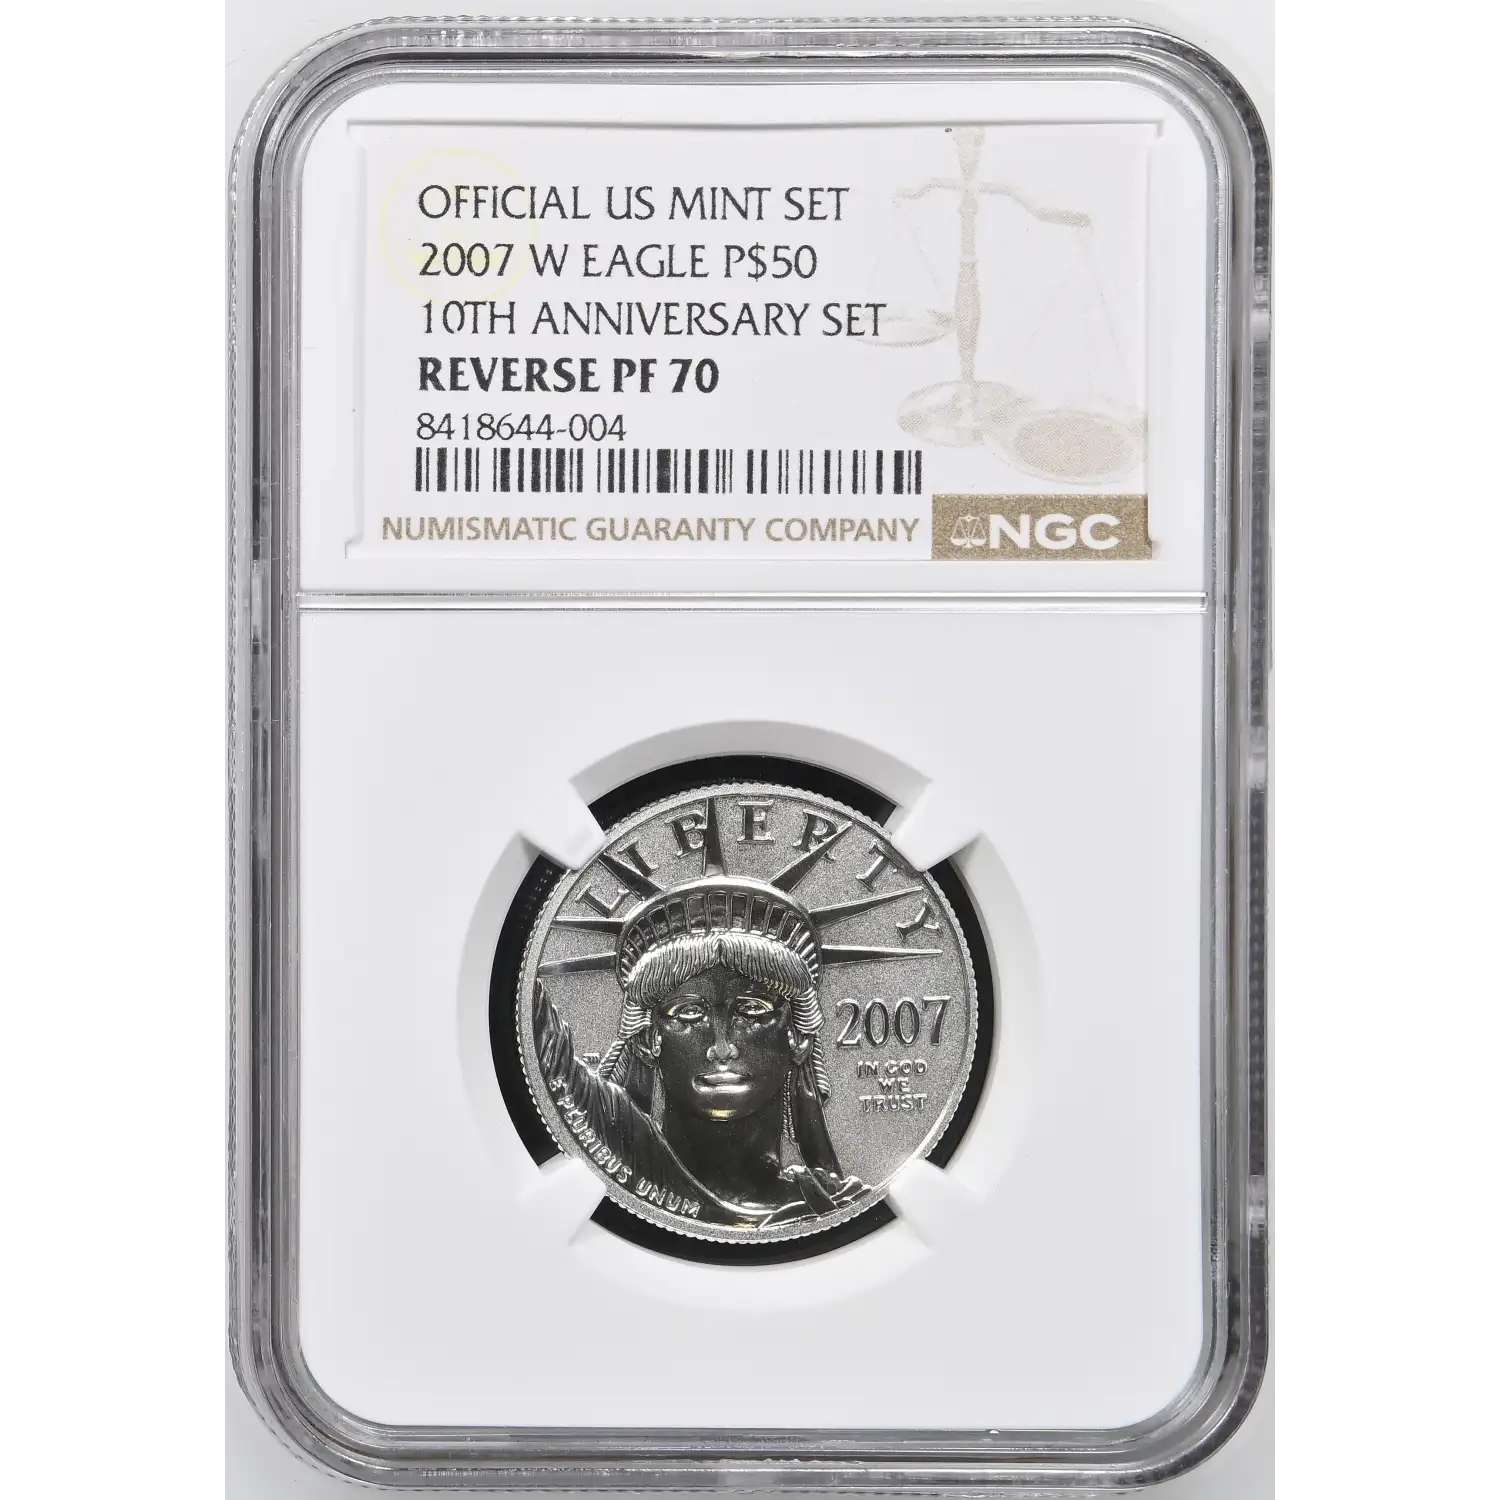 OFFICIAL US MINT SET
2007 W EAGLE P$50
10TH ANNIVERSARY SET
REVERSE PF 70
8418644-004
NUMISMATIC GUARANTY COMPANY
NGC
LIBERTY
2007
IN GOD
WE
TRUST
E PLURIBUS UNUM